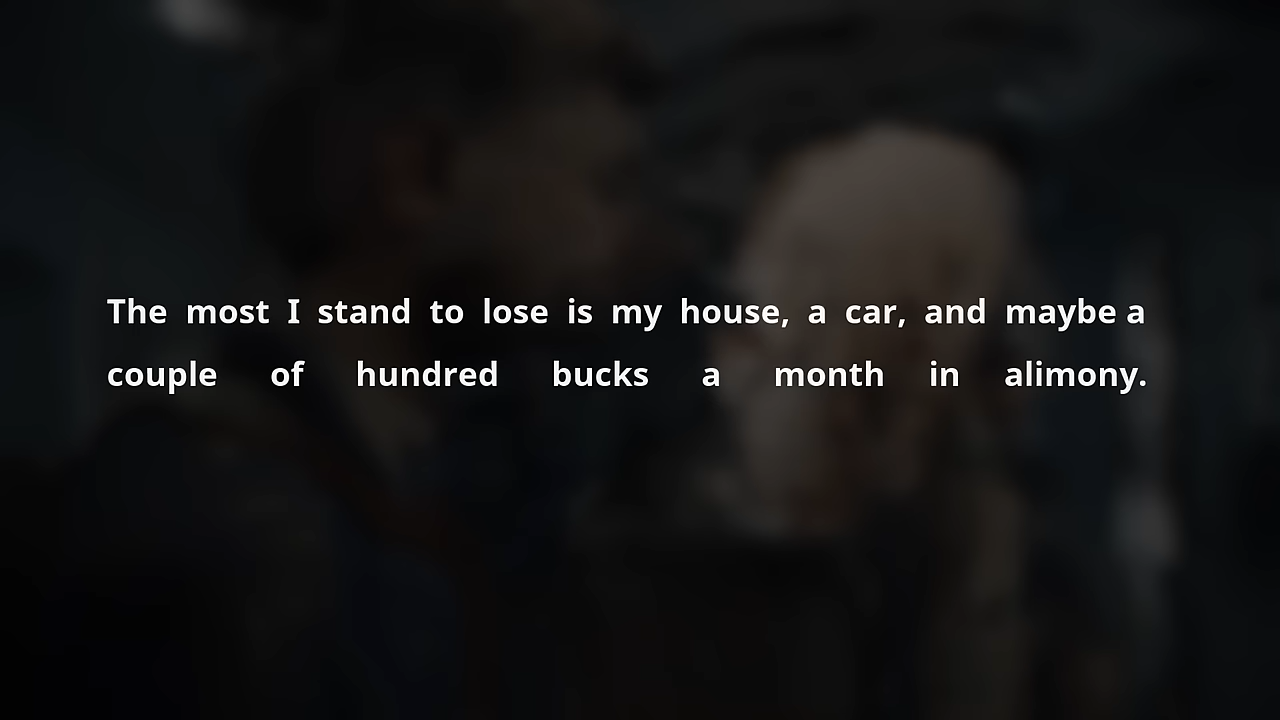 The most I stand to lose is my house, a car, and maybe a
couple of hundred bucks a month in alimony.